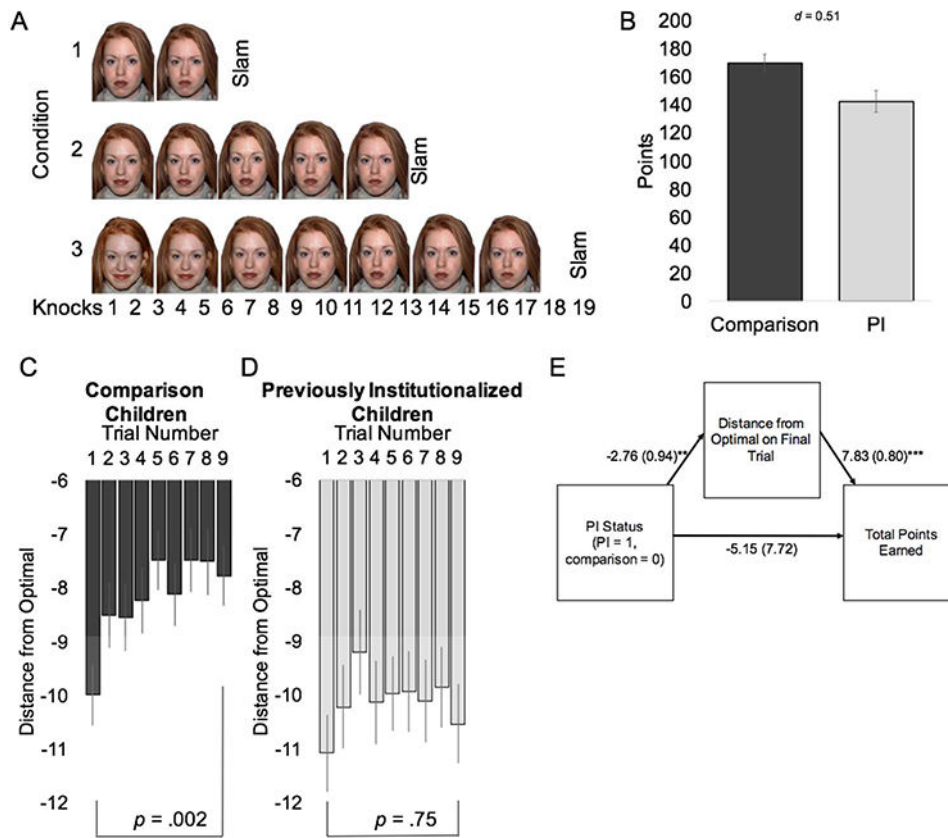 A
Condition
1
Slam
2
Slam
3
Slam
Knocks 1 2 3 4 5 6 7 8 9 10 11 12 13 14 15 16 17 18 19
B
d = 0.51
Points
200
180
160
140
120
100
80
60
40
20
0
Comparison PI
C
Comparison
Children
Trial Number
1 2 3 4 5 6 7 8 9
Distance from Optimal
-6
-7
-8
-9
-10
-11
-12
p = .002
D
Previously Institutionalized
Children
Trial Number
1 2 3 4 5 6 7 8 9
Distance from Optimal
-6
-7
-8
-9
-10
-11
-12
p = .75
E
Distance from
Optimal on Final
Trial
-2.76 (0.94)**
7.83 (0.80)***
PI Status
(PI = 1,
comparison = 0)
-5.15 (7.72)
Total Points
Earned